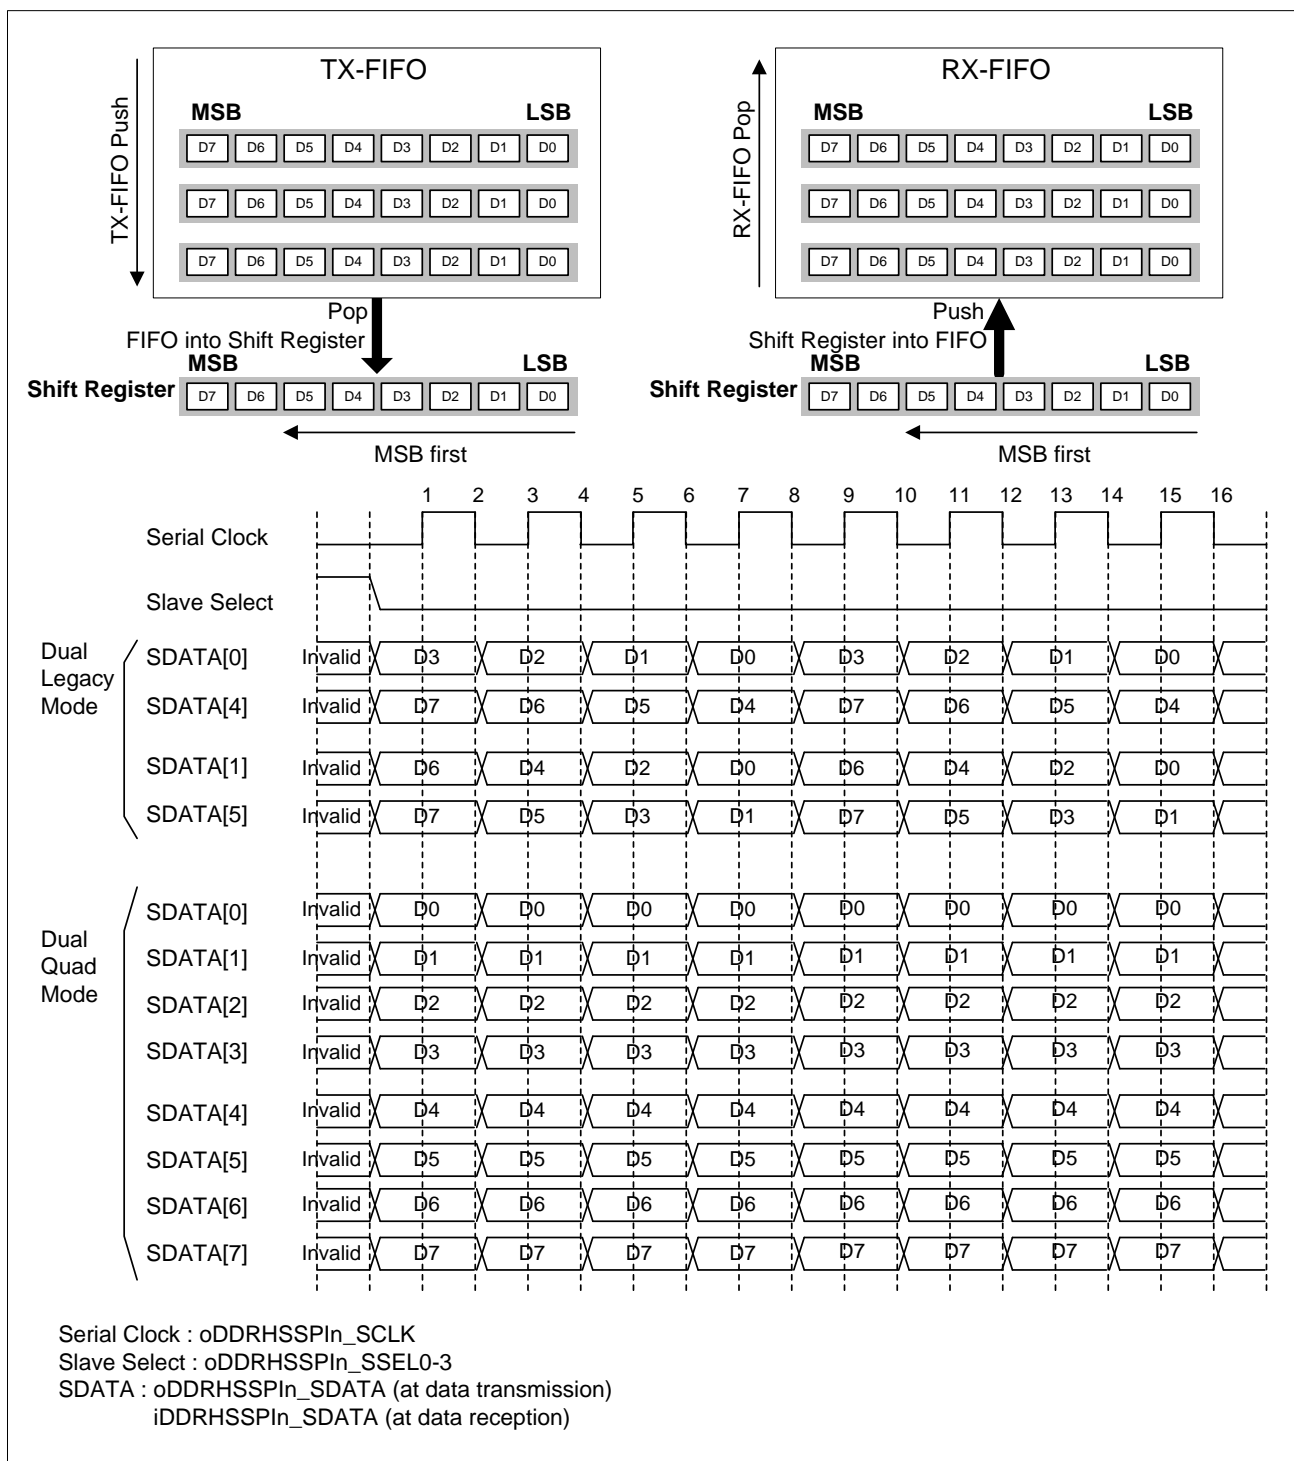 TX-FIFO RX-FIFO
TX-FIFO Push
RX-FIFO Pop
MSB LSB MSB LSB
D7 D6 D5 D4 D3 D2 D1 D0 D7 D6 D5 D4 D3 D2 D1 D0
D7 D6 D5 D4 D3 D2 D1 D0 D7 D6 D5 D4 D3 D2 D1 D0
D7 D6 D5 D4 D3 D2 D1 D0 D7 D6 D5 D4 D3 D2 D1 D0
Pop Push
FIFO into Shift Register Shift Register into FIFO
MSB LSB MSB LSB
Shift Register D7 D6 D5 D4 D3 D2 D1 D0 Shift Register D7 D6 D5 D4 D3 D2 D1 D0
MSB first MSB first
1 2 3 4 5 6 7 8 9 10 11 12 13 14 15 16
Serial Clock
Slave Select
Dual
Legacy
Mode
SDATA[0] Invalid D3 D2 D1 D0 D3 D2 D1 D0
SDATA[4] Invalid D7 D6 D5 D4 D7 D6 D5 D4
SDATA[1] Invalid D6 D4 D2 D0 D6 D4 D2 D0
SDATA[5] Invalid D7 D5 D3 D1 D7 D5 D3 D1
Dual
Quad
Mode
SDATA[0] Invalid D0 D0 D0 D0 D0 D0 D0 D0
SDATA[1] Invalid D1 D1 D1 D1 D1 D1 D1 D1
SDATA[2] Invalid D2 D2 D2 D2 D2 D2 D2 D2
SDATA[3] Invalid D3 D3 D3 D3 D3 D3 D3 D3
SDATA[4] Invalid D4 D4 D4 D4 D4 D4 D4 D4
SDATA[5] Invalid D5 D5 D5 D5 D5 D5 D5 D5
SDATA[6] Invalid D6 D6 D6 D6 D6 D6 D6 D6
SDATA[7] Invalid D7 D7 D7 D7 D7 D7 D7 D7
Serial Clock : oDDRHSSPIn_SCLK
Slave Select : oDDRHSSPIn_SSEL0-3
SDATA : oDDRHSSPIn_SDATA (at data transmission)
iDDRHSSPIn_SDATA (at data reception)